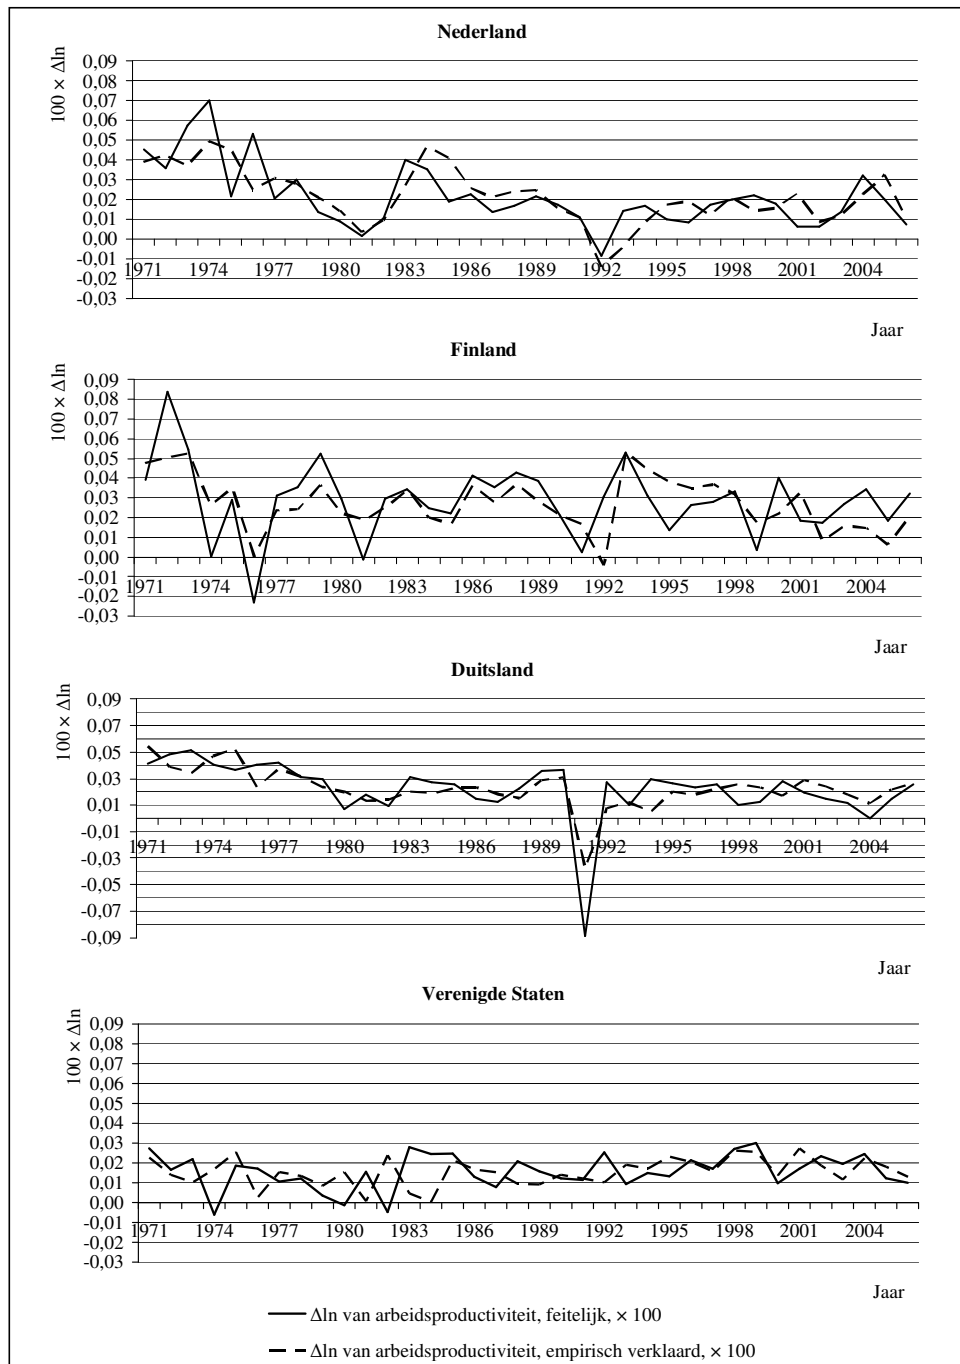 Nederland
100 × Δln
0,09
0,08
0,07
0,06
0,05
0,04
0,03
0,02
0,01
0,00
-0,01
-0,02
-0,03
1971 1974 1977 1980 1983 1986 1989 1992 1995 1998 2001 2004
Jaar
Finland
100 × Δln
0,09
0,08
0,07
0,06
0,05
0,04
0,03
0,02
0,01
0,00
-0,01
-0,02
-0,03
1971 1974 1977 1980 1983 1986 1989 1992 1995 1998 2001 2004
Jaar
Duitsland
100 × Δln
0,09
0,07
0,05
0,03
0,01
-0,01
-0,03
-0,05
-0,07
-0,09
1971 1974 1977 1980 1983 1986 1989 1992 1995 1998 2001 2004
Jaar
Verenigde Staten
100 × Δln
0,09
0,08
0,07
0,06
0,05
0,04
0,03
0,02
0,01
0,00
-0,01
-0,02
-0,03
1971 1974 1977 1980 1983 1986 1989 1992 1995 1998 2001 2004
Jaar
Δln van arbeidsproductiviteit, feitelijk, × 100
Δln van arbeidsproductiviteit, empirisch verklaard, × 100